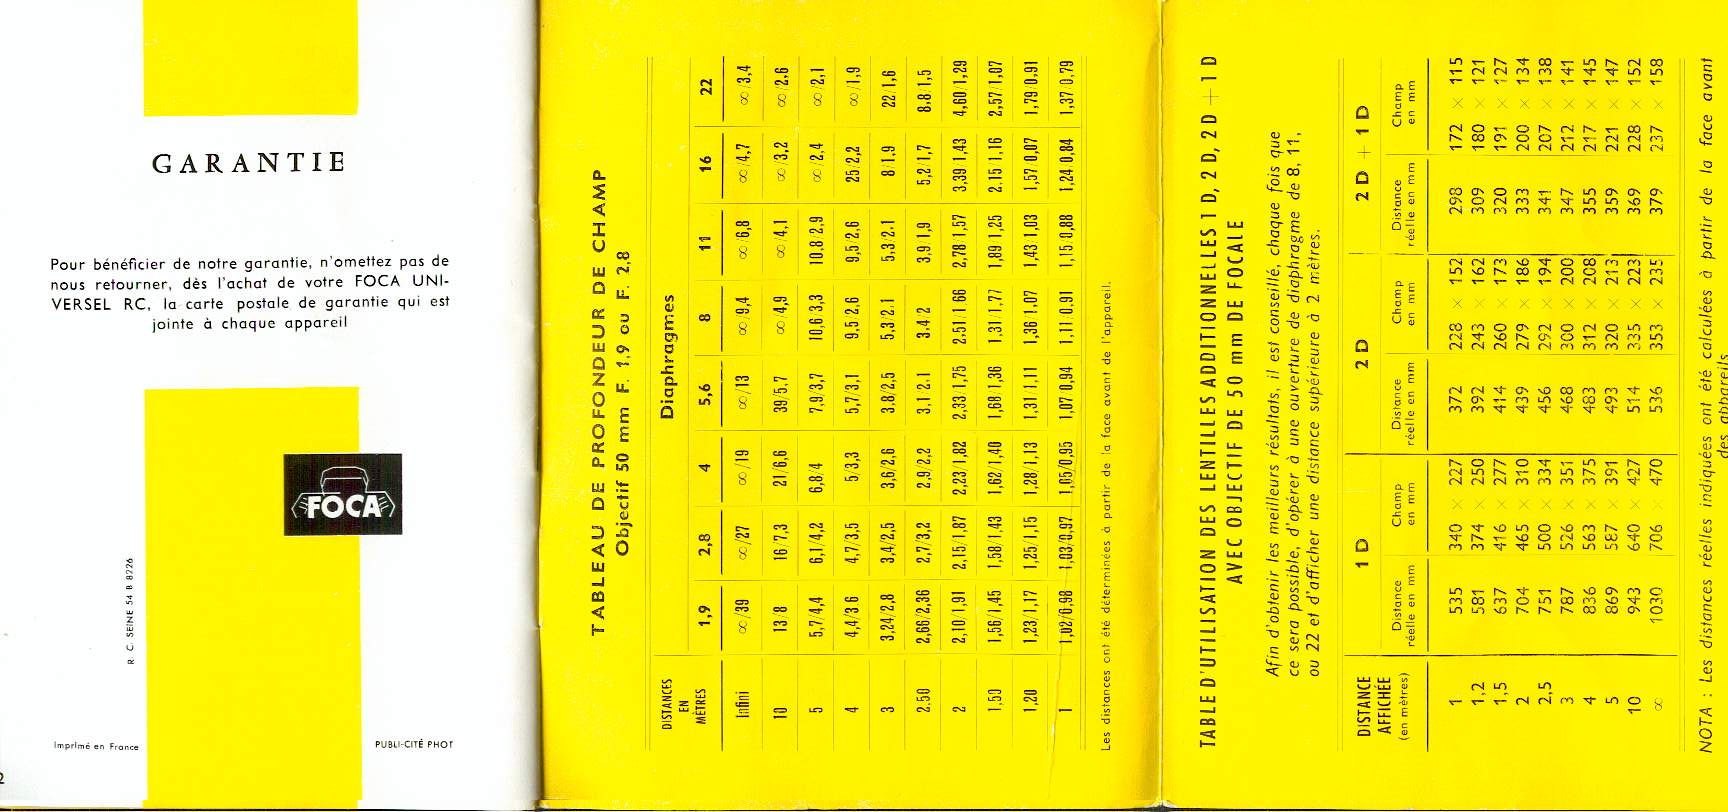 GARANTIE
Pour bénéficier de notre garantie, n'omettez pas de
nous retourner, dès l'achat de votre FOCA UNI-
VERSEL RC, la carte postale de garantie qui est
jointe à chaque appareil
FOCA
R. C. SEINE 54 B 8226
Imprimé en France
PUBLI-CITÉ PHOT
2
TABLEAU DE PROFONDEUR DE CHAMP
Objectif 50 mm F. 1,9 ou F. 2,8
DISTANCES EN MÈTRES Diaphragmes
1,9 2,8 4 5,6 8 11 16 22
Infini ∞/39 ∞/27 ∞/19 ∞/13 ∞/9,4 ∞/6,8 ∞/4,7 ∞/3,4
10 13/8 16/7,3 21/6,6 39/5,7 ∞/4,9 ∞/4,1 ∞/3,2 ∞/2,6
5 5,7/4,4 6,1/4,2 6,8/4 7,9/3,7 10,6/3,3 10,8/2,9 ∞/2,4 ∞/2,1
4 4,4/3,6 4,7/3,5 5/3,3 5,7/3,1 9,5/2,6 9,5/2,6 25/2,2 ∞/1,9
3 3,24/2,8 3,4/2,5 3,6/2,6 3,8/2,5 5,3/2,1 5,3/2,1 8/1,9 22/1,6
2.50 2,66/2,36 2,7/3,2 2,9/2,2 3,1/2,1 3,4/2 3,9/1,9 5,2/1,7 8,8/1,5
2 2,10/1,91 2,15/1,87 2,23/1,82 2,33/1,75 2,51/1,66 2,78/1,57 3,39/1,43 4,60/1,29
1,50 1,56/1,45 1,58/1,43 1,62/1,40 1,68/1,36 1,31/1,77 1,89/1,25 2.15/1,16 2,57/1,07
1,20 1,23/1,17 1,25/1,15 1,28/1,13 1,31/1,11 1,36/1,07 1,43/1,03 1,57/0,07 1,79/0,91
1 1,02/0,98 1,03/0,97 1,05/0,95 1,07/0,94 1,11/0,91 1,15/0,88 1,24/0,84 1,37/0,79
Les distances ont été déterminées à partir de la face avant de l'appareil.
TABLE D'UTILISATION DES LENTILLES ADDITIONNELLES 1 D, 2 D, 2 D + 1 D
AVEC OBJECTIF DE 50 mm DE FOCALE
Afin d'obtenir les meilleurs résultats, il est conseillé, chaque fois que
ce sera possible, d'opérer à une ouverture de diaphragme de 8, 11,
ou 22 et d'afficher une distance supérieure à 2 mètres.
DISTANCE AFFICHÉE (en mètres) 1 D 2 D 2 D + 1 D
Distance réelle en mm Champ en mm Distance réelle en mm Champ en mm Distance réelle en mm Champ en mm
1 535 340 × 227 372 228 × 152 298 172 × 115
1,2 581 374 × 250 392 243 × 162 309 180 × 121
1,5 637 416 × 277 414 260 × 173 320 191 × 127
2 704 465 × 310 439 279 × 186 333 200 × 134
2,5 751 500 × 334 456 292 × 194 341 207 × 138
3 787 526 × 351 468 300 × 200 347 212 × 141
4 836 563 × 375 483 312 × 208 355 217 × 145
5 869 587 × 391 493 320 × 213 359 221 × 147
10 943 640 × 427 514 335 × 223 369 228 × 152
∞ 1030 706 × 470 536 353 × 235 379 237 × 158
NOTA : Les distances réelles indiquées ont été calculées à partir de la face avant
des appareils